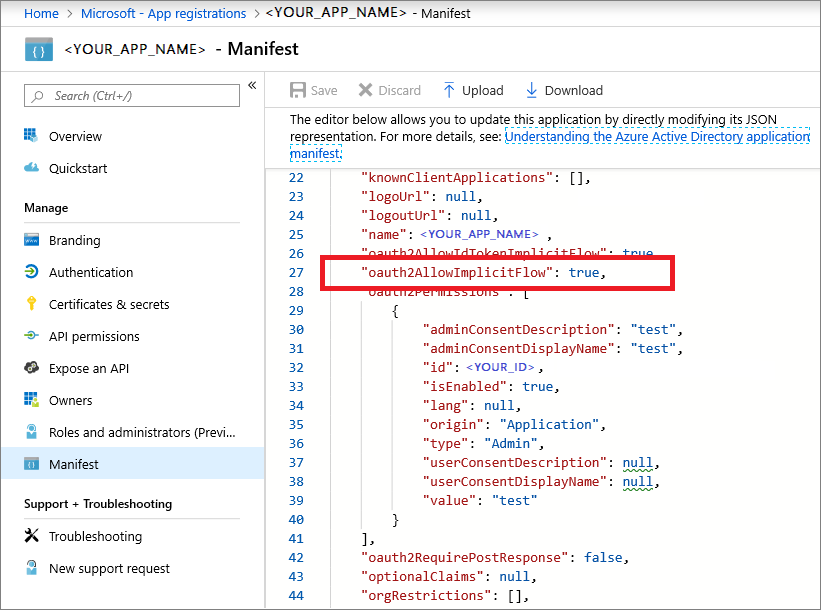 Home > Microsoft - App registrations > <YOUR_APP_NAME> - Manifest
<YOUR_APP_NAME> - Manifest
Search (Ctrl+/)
«
Overview
Quickstart
Manage
Branding
Authentication
Certificates & secrets
API permissions
Expose an API
Owners
Roles and administrators (Previ...
Manifest
Support + Troubleshooting
Troubleshooting
New support request
Save Discard Upload Download
The editor below allows you to update this application by directly modifying its JSON
representation. For more details, see: Understanding the Azure Active Directory application
manifest.
22 "knownClientApplications": [],
23 "logoUrl": null,
24 "logoutUrl": null,
25 "name": <YOUR_APP_NAME> ,
26 "oauth2AllowIdTokenImplicitFlow": true,
27 "oauth2AllowImplicitFlow": true,
28 "oauth2Permissions": [
29 {
30 "adminConsentDescription": "test",
31 "adminConsentDisplayName": "test",
32 "id": <YOUR_ID> ,
33 "isEnabled": true,
34 "lang": null,
35 "origin": "Application",
36 "type": "Admin",
37 "userConsentDescription": null,
38 "userConsentDisplayName": null,
39 "value": "test"
40 }
41 ],
42 "oauth2RequirePostResponse": false,
43 "optionalClaims": null,
44 "orgRestrictions": [],